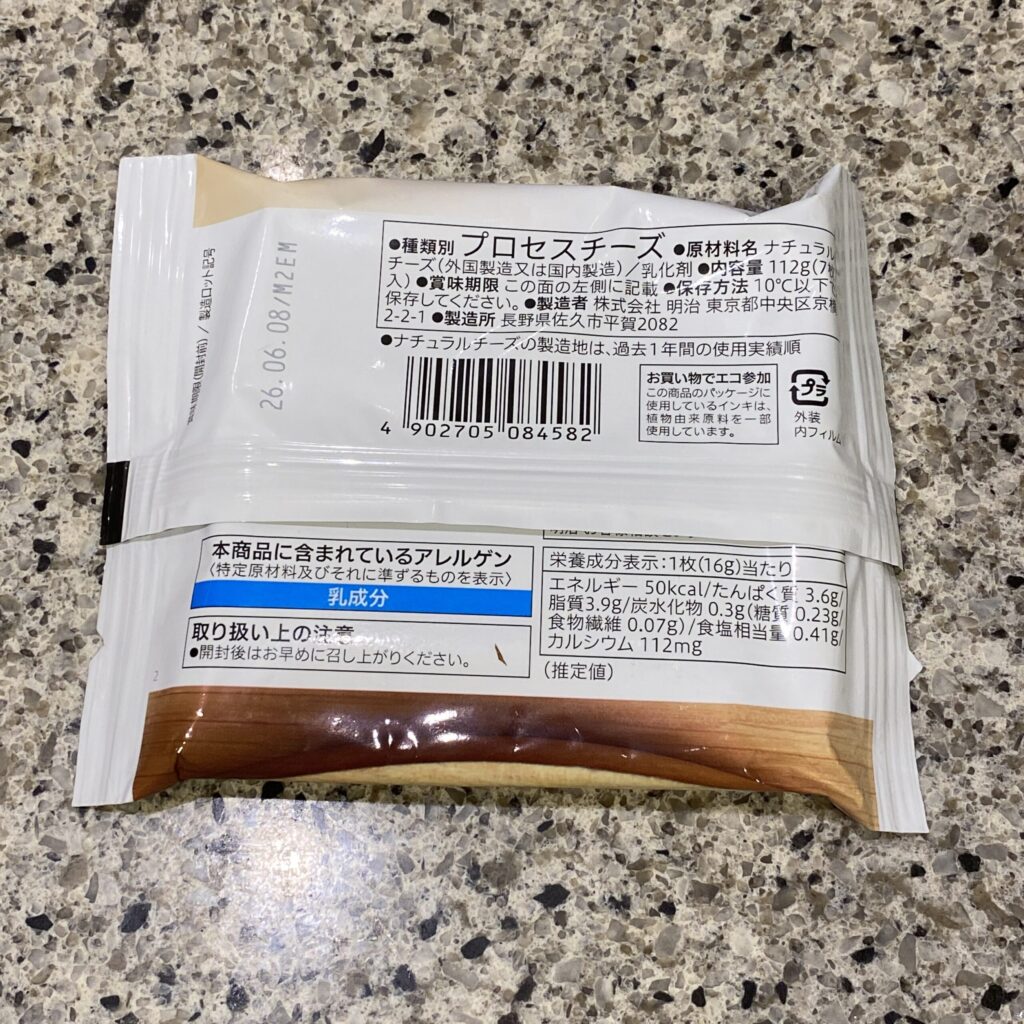 ●種類別 プロセスチーズ ●原材料名 ナチュラル
チーズ(外国製造又は国内製造)/乳化剤 ●内容量 112g(7枚
入) ●賞味期限 この面の左側に記載 ●保存方法 10℃以下で
保存してください。 ●製造者 株式会社 明治 東京都中央区京橋
2-2-1 ●製造所 長野県佐久市平賀2082
●ナチュラルチーズの製造地は、過去1年間の使用実績順
26.06.08/M2EM
(開封前) / 製造ロット記号
4 902705 084582
お買い物でエコ参加
この商品のパッケージに
使用しているインキは、
植物由来原料を一部
使用しています。
プラ
外装
内フィルム
本商品に含まれているアレルゲン
〈特定原材料及びそれに準ずるものを表示〉
乳成分
取り扱い上の注意
●開封後はお早めに召し上がりください。
栄養成分表示:1枚(16g)当たり
エネルギー 50kcal/たんぱく質 3.6g/
脂質3.9g/炭水化物 0.3g(糖質 0.23g/
食物繊維 0.07g)/食塩相当量 0.41g/
カルシウム 112mg
(推定値)
2